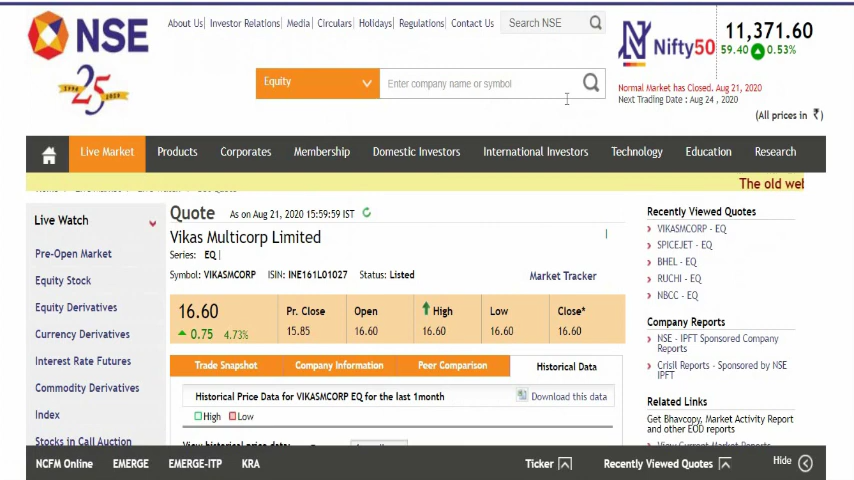 NSE
About Us| Investor Relations| Media| Circulars| Holidays| Regulations| Contact Us
Search NSE
Nifty50
11,371.60
59.40 0.53%
Equity
Enter company name or symbol
Normal Market has Closed. Aug 21, 2020
Next Trading Date : Aug 24 , 2020
(All prices in ₹)
25
Live Market Products Corporates Membership Domestic Investors International Investors Technology Education Research
The old wel
Live Watch
Pre-Open Market
Equity Stock
Equity Derivatives
Currency Derivatives
Interest Rate Futures
Commodity Derivatives
Index
Stocks in Call Auction
Quote As on Aug 21, 2020 15:59:59 IST
Vikas Multicorp Limited
Series: EQ |
Symbol: VIKASMCORP ISIN: INE161L01027 Status: Listed
Market Tracker
16.60
0.75 4.73%
Pr. Close Open High Low Close*
15.85 16.60 16.60 16.60 16.60
Trade Snapshot Company Information Peer Comparison Historical Data
Historical Price Data for VIKASMCORP EQ for the last 1month
Download this data
High Low
View historical price data:
Recently Viewed Quotes
VIKASMCORP - EQ
SPICEJET - EQ
BHEL - EQ
RUCHI - EQ
NBCC - EQ
Company Reports
NSE - IPFT Sponsored Company
Reports
Crisil Reports - Sponsored by NSE
IPFT
Related Links
Get Bhavcopy, Market Activity Report
and other EOD reports
View Current Market Reports
NCFM Online EMERGE EMERGE-ITP KRA
Ticker Recently Viewed Quotes Hide